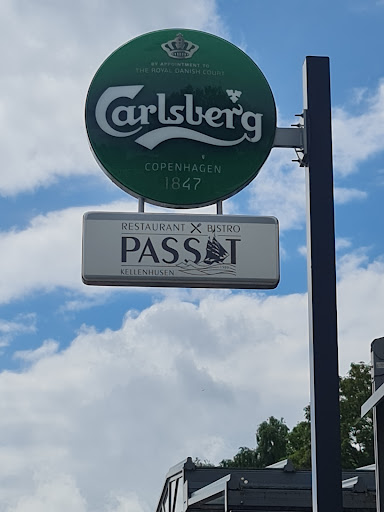 BY APPOINTMENT TO
THE ROYAL DANISH COURT
Carlsberg
COPENHAGEN
1847
RESTAURANT BISTRO
PASSAT
KELLENHUSEN